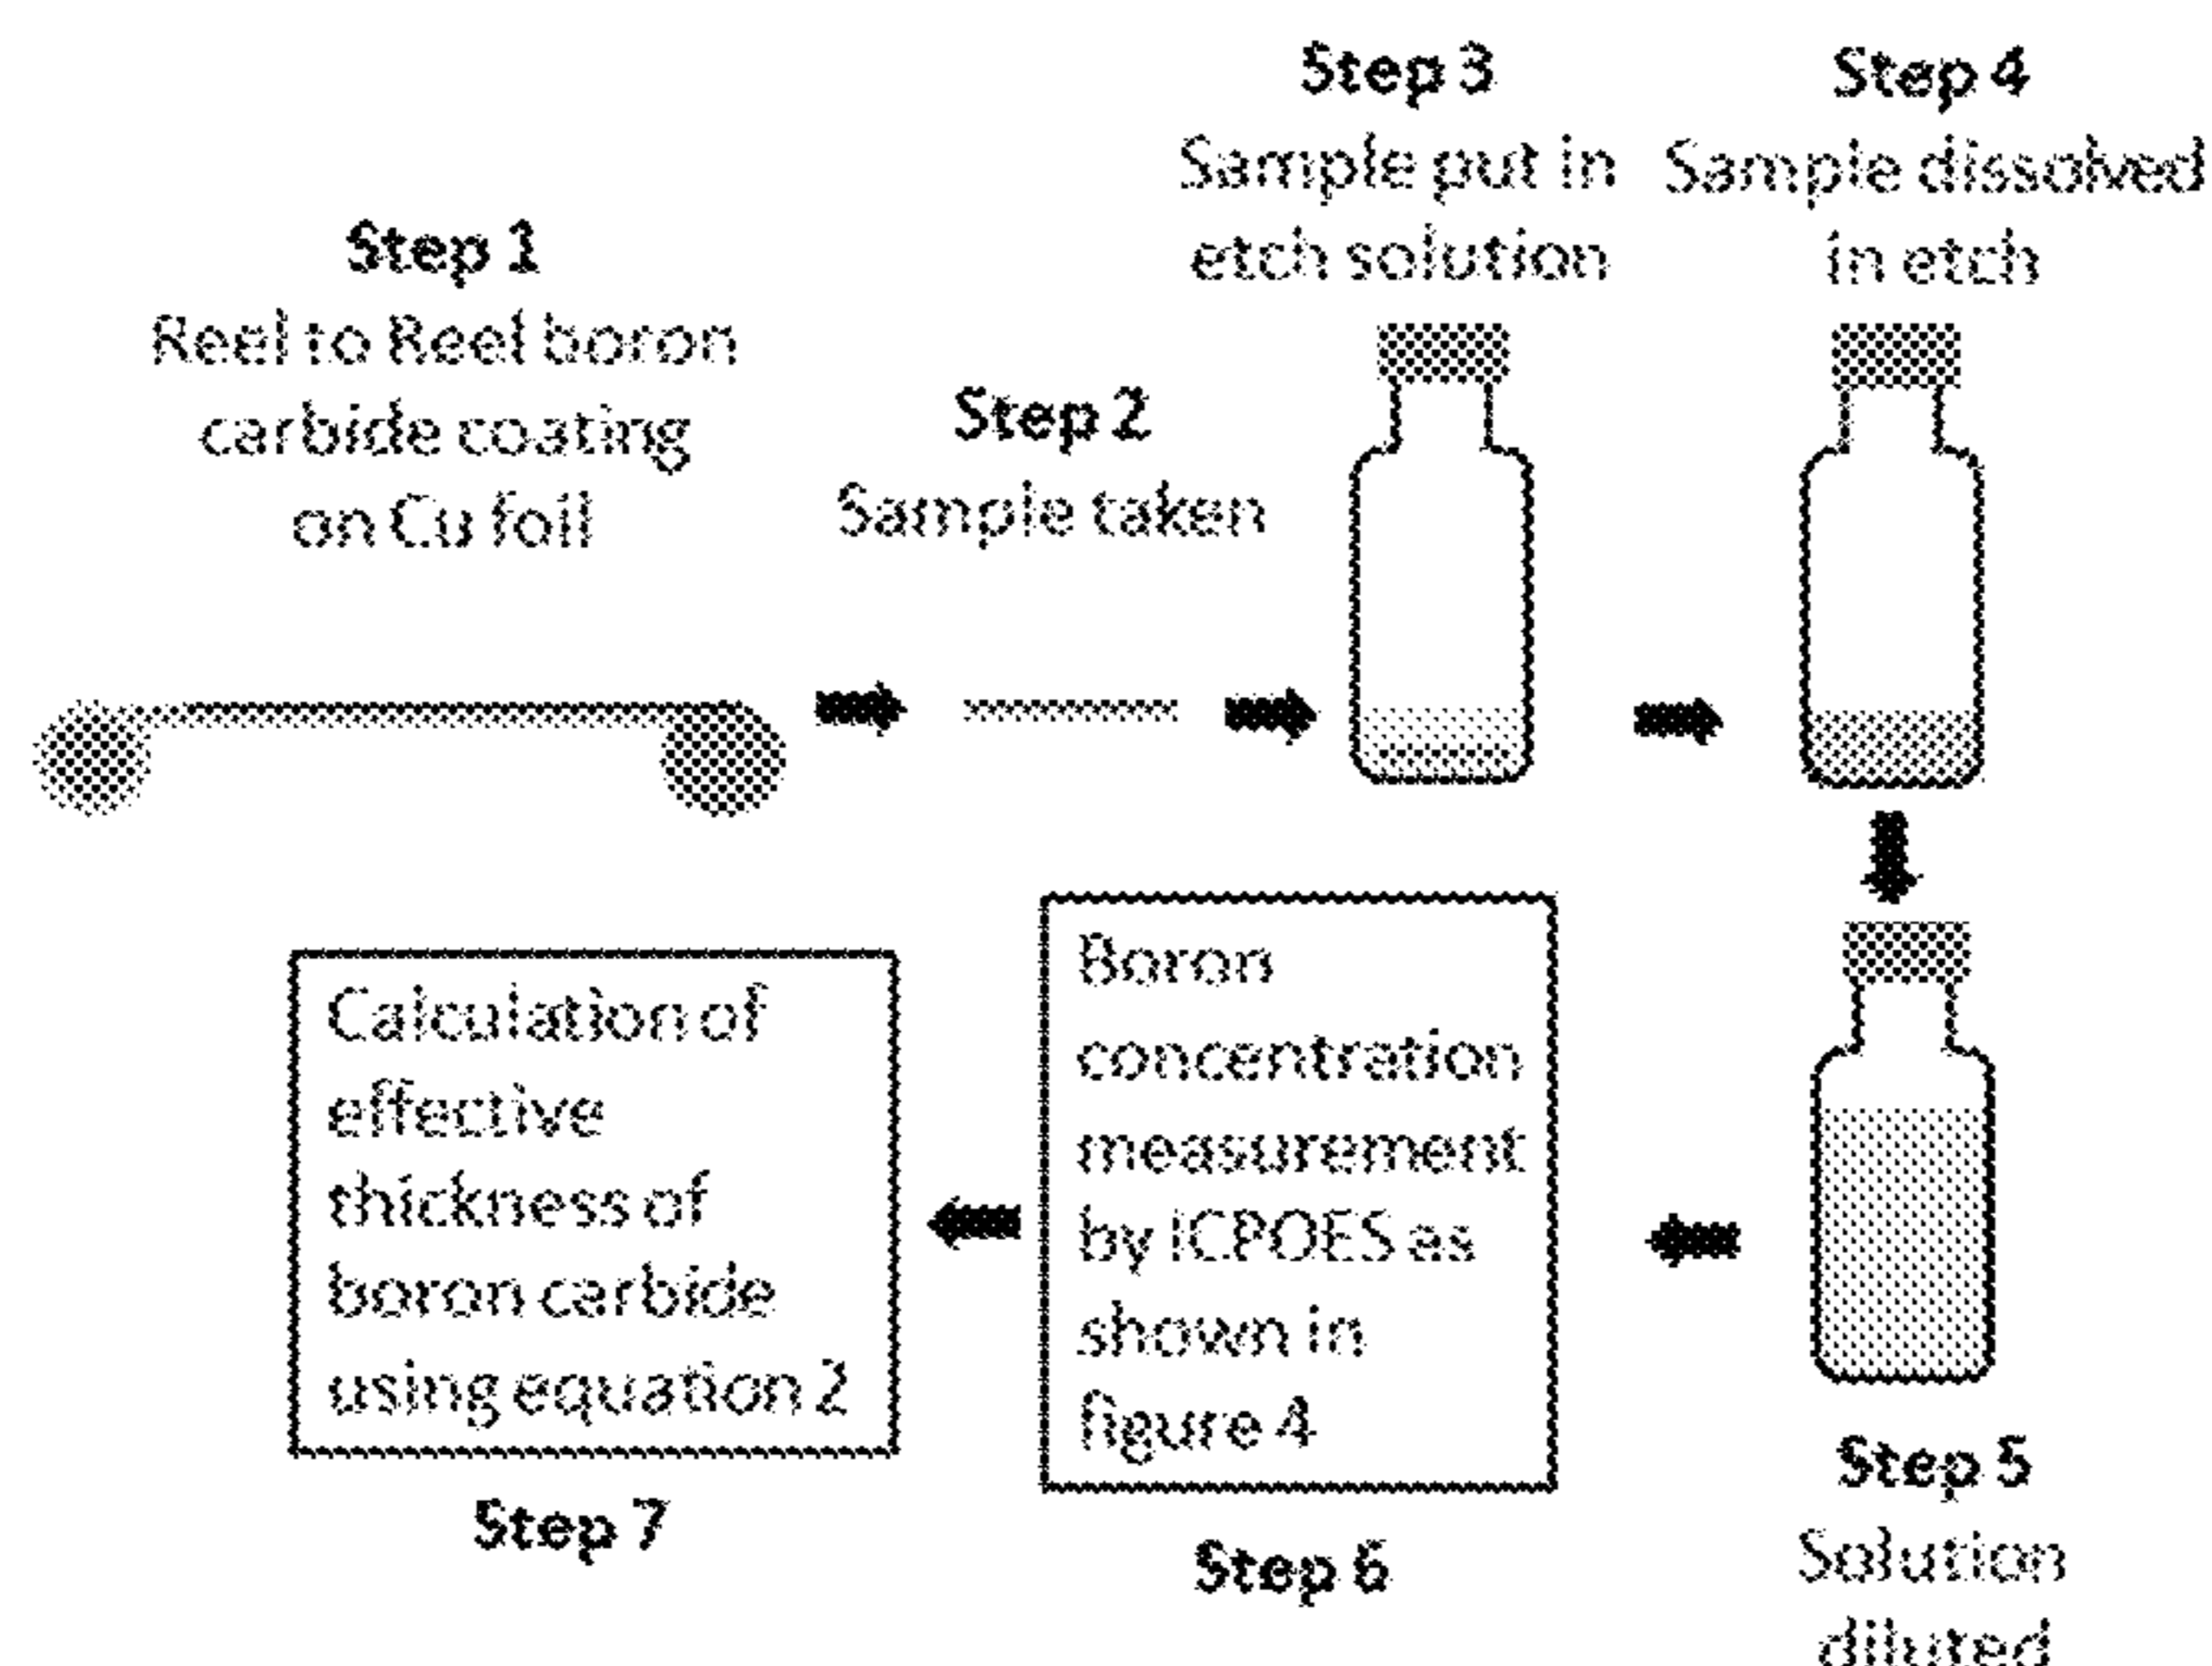 Step 1
Reel to Reel boron
carbide coating
on Cu foil
Step 2
Sample taken
Step 3
Sample put in
etch solution
Step 4
Sample dissolved
in etch
Step 5
Solution
diluted
Boron
concentration
measurement
by ICPOES as
shown in
figure 4
Step 6
Calculation of
effective
thickness of
boron carbide
using equation 2
Step 7